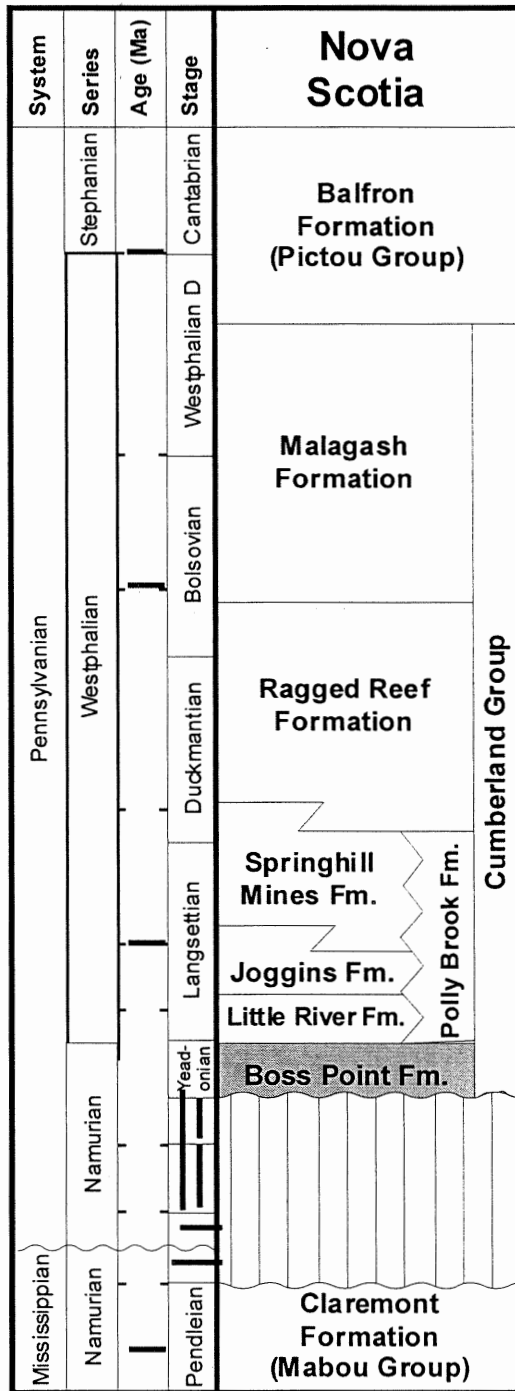 System
Series
Age (Ma)
Stage
Nova
Scotia
Pennsylvanian
Mississippian
Stephanian
Westphalian
Namurian
Namurian
Cantabrian
Westphalian D
Bolsovian
Duckmantian
Langsettian
Yead-
onian
Pendleian
Balfron
Formation
(Pictou Group)
Malagash
Formation
Ragged Reef
Formation
Springhill
Mines Fm.
Joggins Fm.
Little River Fm.
Polly Brook Fm.
Boss Point Fm.
Cumberland Group
Claremont
Formation
(Mabou Group)